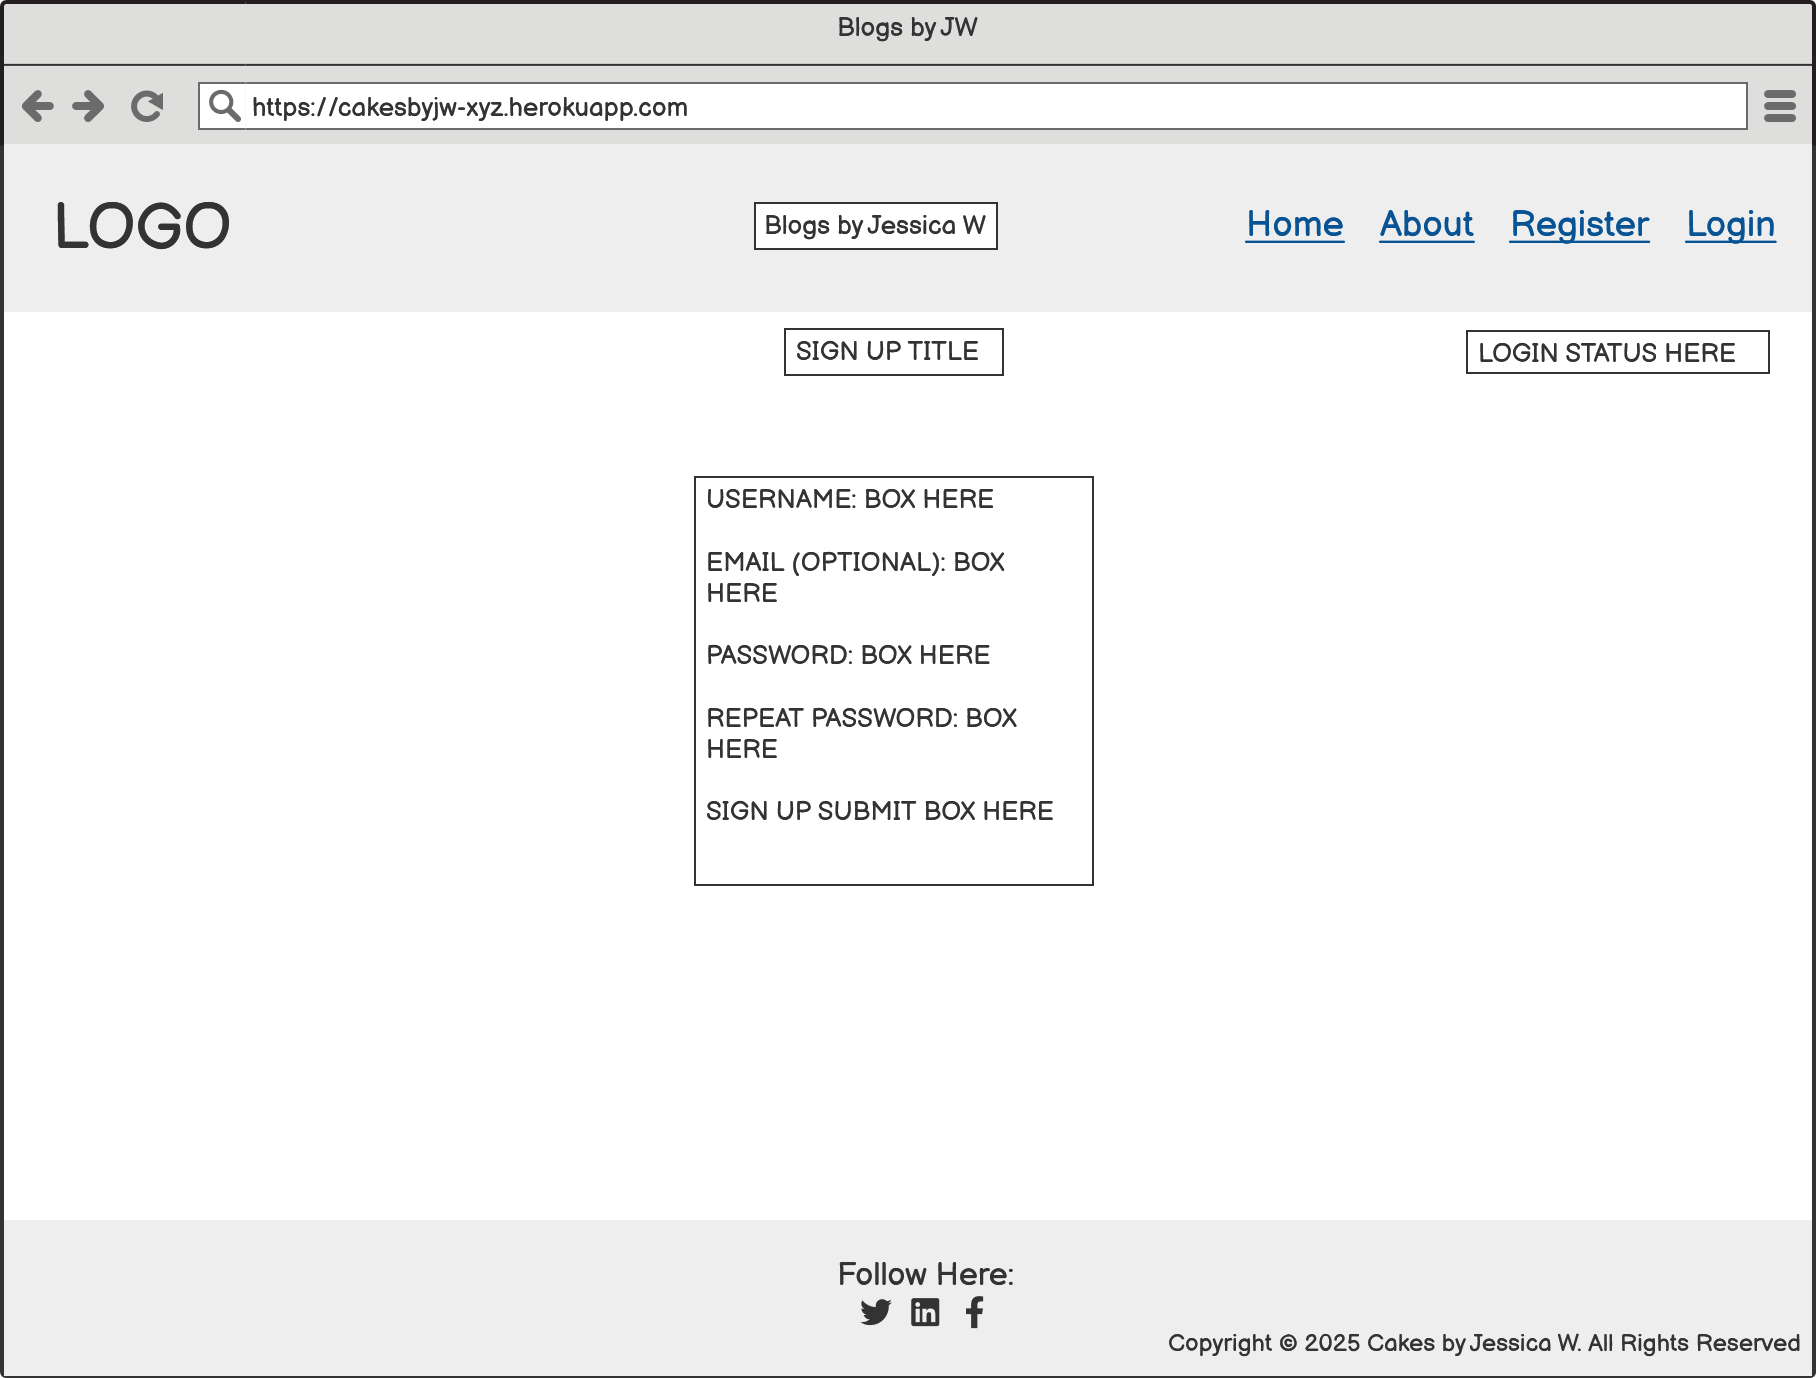 Blogs by JW
https://cakesbyjw-xyz.herokuapp.com
LOGO
Blogs by Jessica W
Home About Register Login
SIGN UP TITLE
LOGIN STATUS HERE
USERNAME: BOX HERE
EMAIL (OPTIONAL): BOX
HERE
PASSWORD: BOX HERE
REPEAT PASSWORD: BOX
HERE
SIGN UP SUBMIT BOX HERE
Follow Here:
Copyright © 2025 Cakes by Jessica W. All Rights Reserved